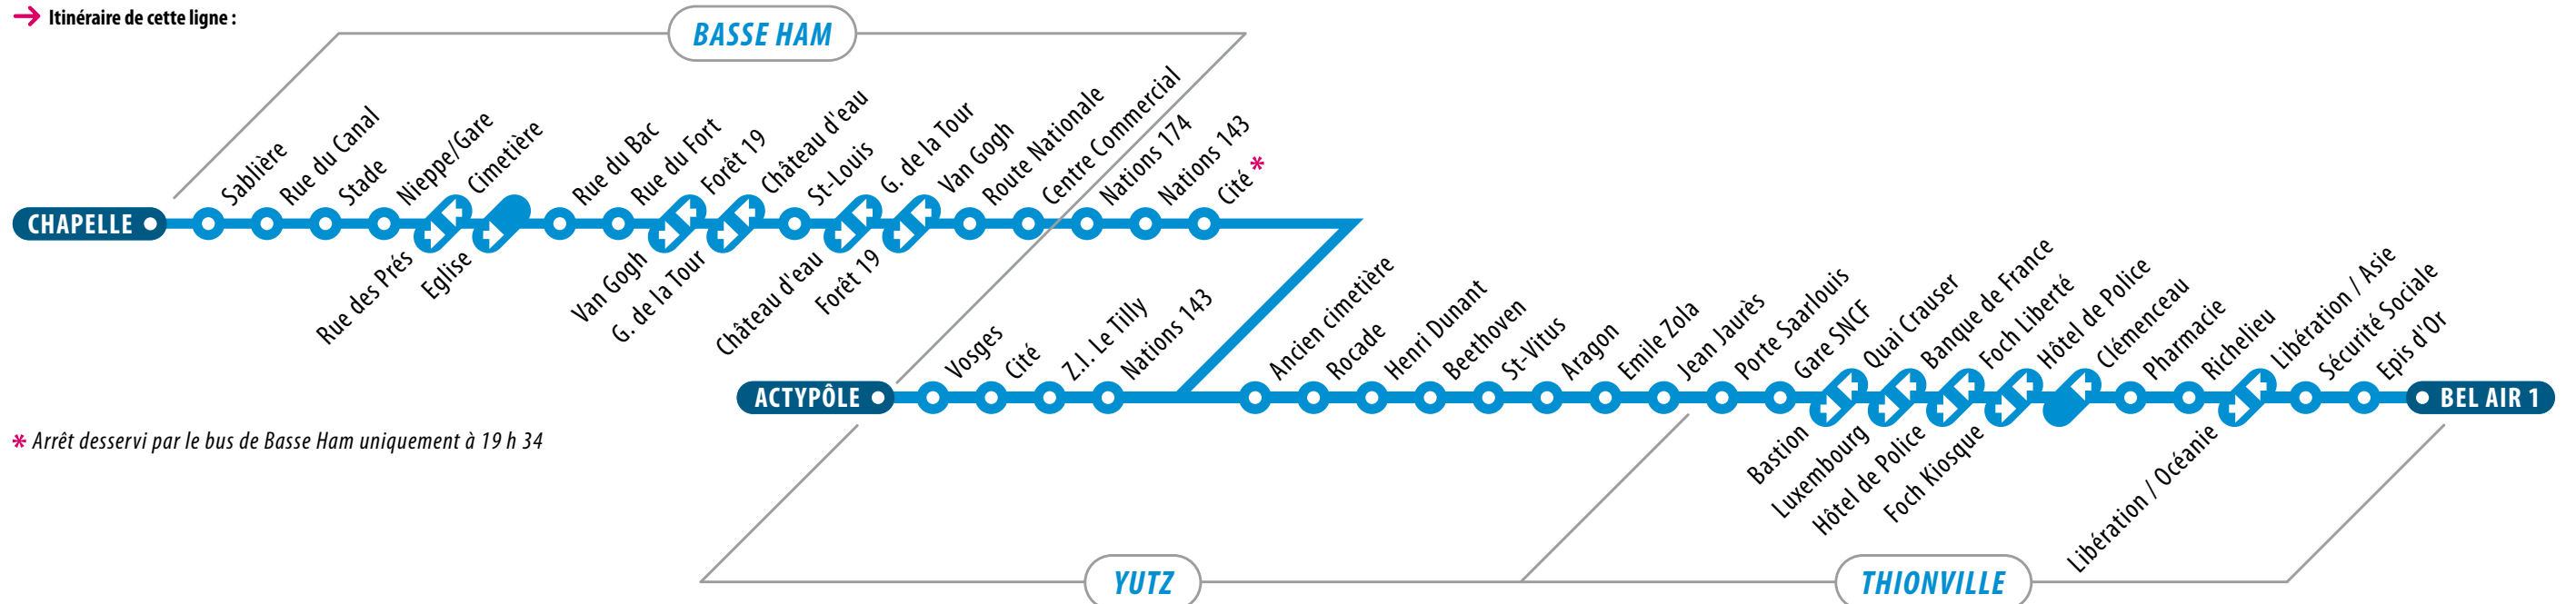 → Itinéraire de cette ligne :
BASSE HAM
CHAPELLE
Sablière
Rue du Canal
Stade
Nieppe/Gare
Cimetière
Rue des Prés
Eglise
Rue du Bac
Rue du Fort
Forêt 19
Van Gogh
Château d'eau
G. de la Tour
St-Louis
G. de la Tour
Château d'eau
Van Gogh
Forêt 19
Route Nationale
Centre Commercial
Nations 174
Nations 143
Cité *
ACTYPÔLE
Vosges
Cité
Z.I. Le Tilly
Nations 143
Ancien cimetière
Rocade
Henri Dunant
Beethoven
St-Vitus
Aragon
Emile Zola
Jean Jaurès
Porte Saarlouis
Gare SNCF
Quai Crauser
Bastion
Banque de France
Luxembourg
Foch Liberté
Hôtel de Police
Hôtel de Police
Foch Kiosque
Clémenceau
Pharmacie
Richelieu
Libération / Asie
Libération / Océanie
Sécurité Sociale
Epis d'Or
BEL AIR 1
* Arrêt desservi par le bus de Basse Ham uniquement à 19 h 34
YUTZ
THIONVILLE